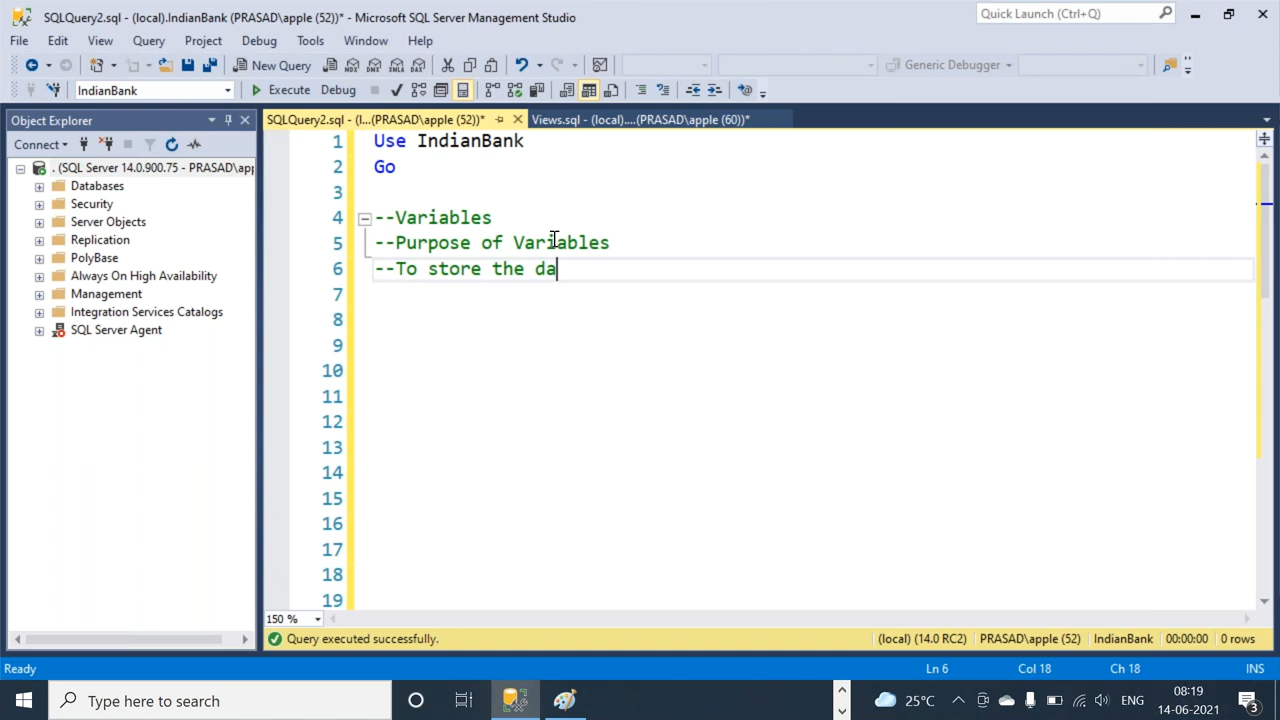 SQLQuery2.sql - (local).IndianBank (PRASAD\apple (52))* - Microsoft SQL Server Management Studio
Quick Launch (Ctrl+Q)
File Edit View Query Project Debug Tools Window Help
New Query MDX DMX XMLA DAX Generic Debugger
IndianBank Execute Debug
Object Explorer
SQLQuery2.sql - (l...(PRASAD\apple (52))* Views.sql - (local)....(PRASAD\apple (60))*
Connect
. (SQL Server 14.0.900.75 - PRASAD\app
Databases
Security
Server Objects
Replication
PolyBase
Always On High Availability
Management
Integration Services Catalogs
SQL Server Agent
1 Use IndianBank
2 Go
3
4 --Variables
5 --Purpose of Variables
6 --To store the da
7
8
9
10
11
12
13
14
15
16
17
18
19
150 %
Query executed successfully. (local) (14.0 RC2) PRASAD\apple (52) IndianBank 00:00:00 0 rows
Ready Ln 6 Col 18 Ch 18 INS
Type here to search 25°C ENG 08:19
14-06-2021 3